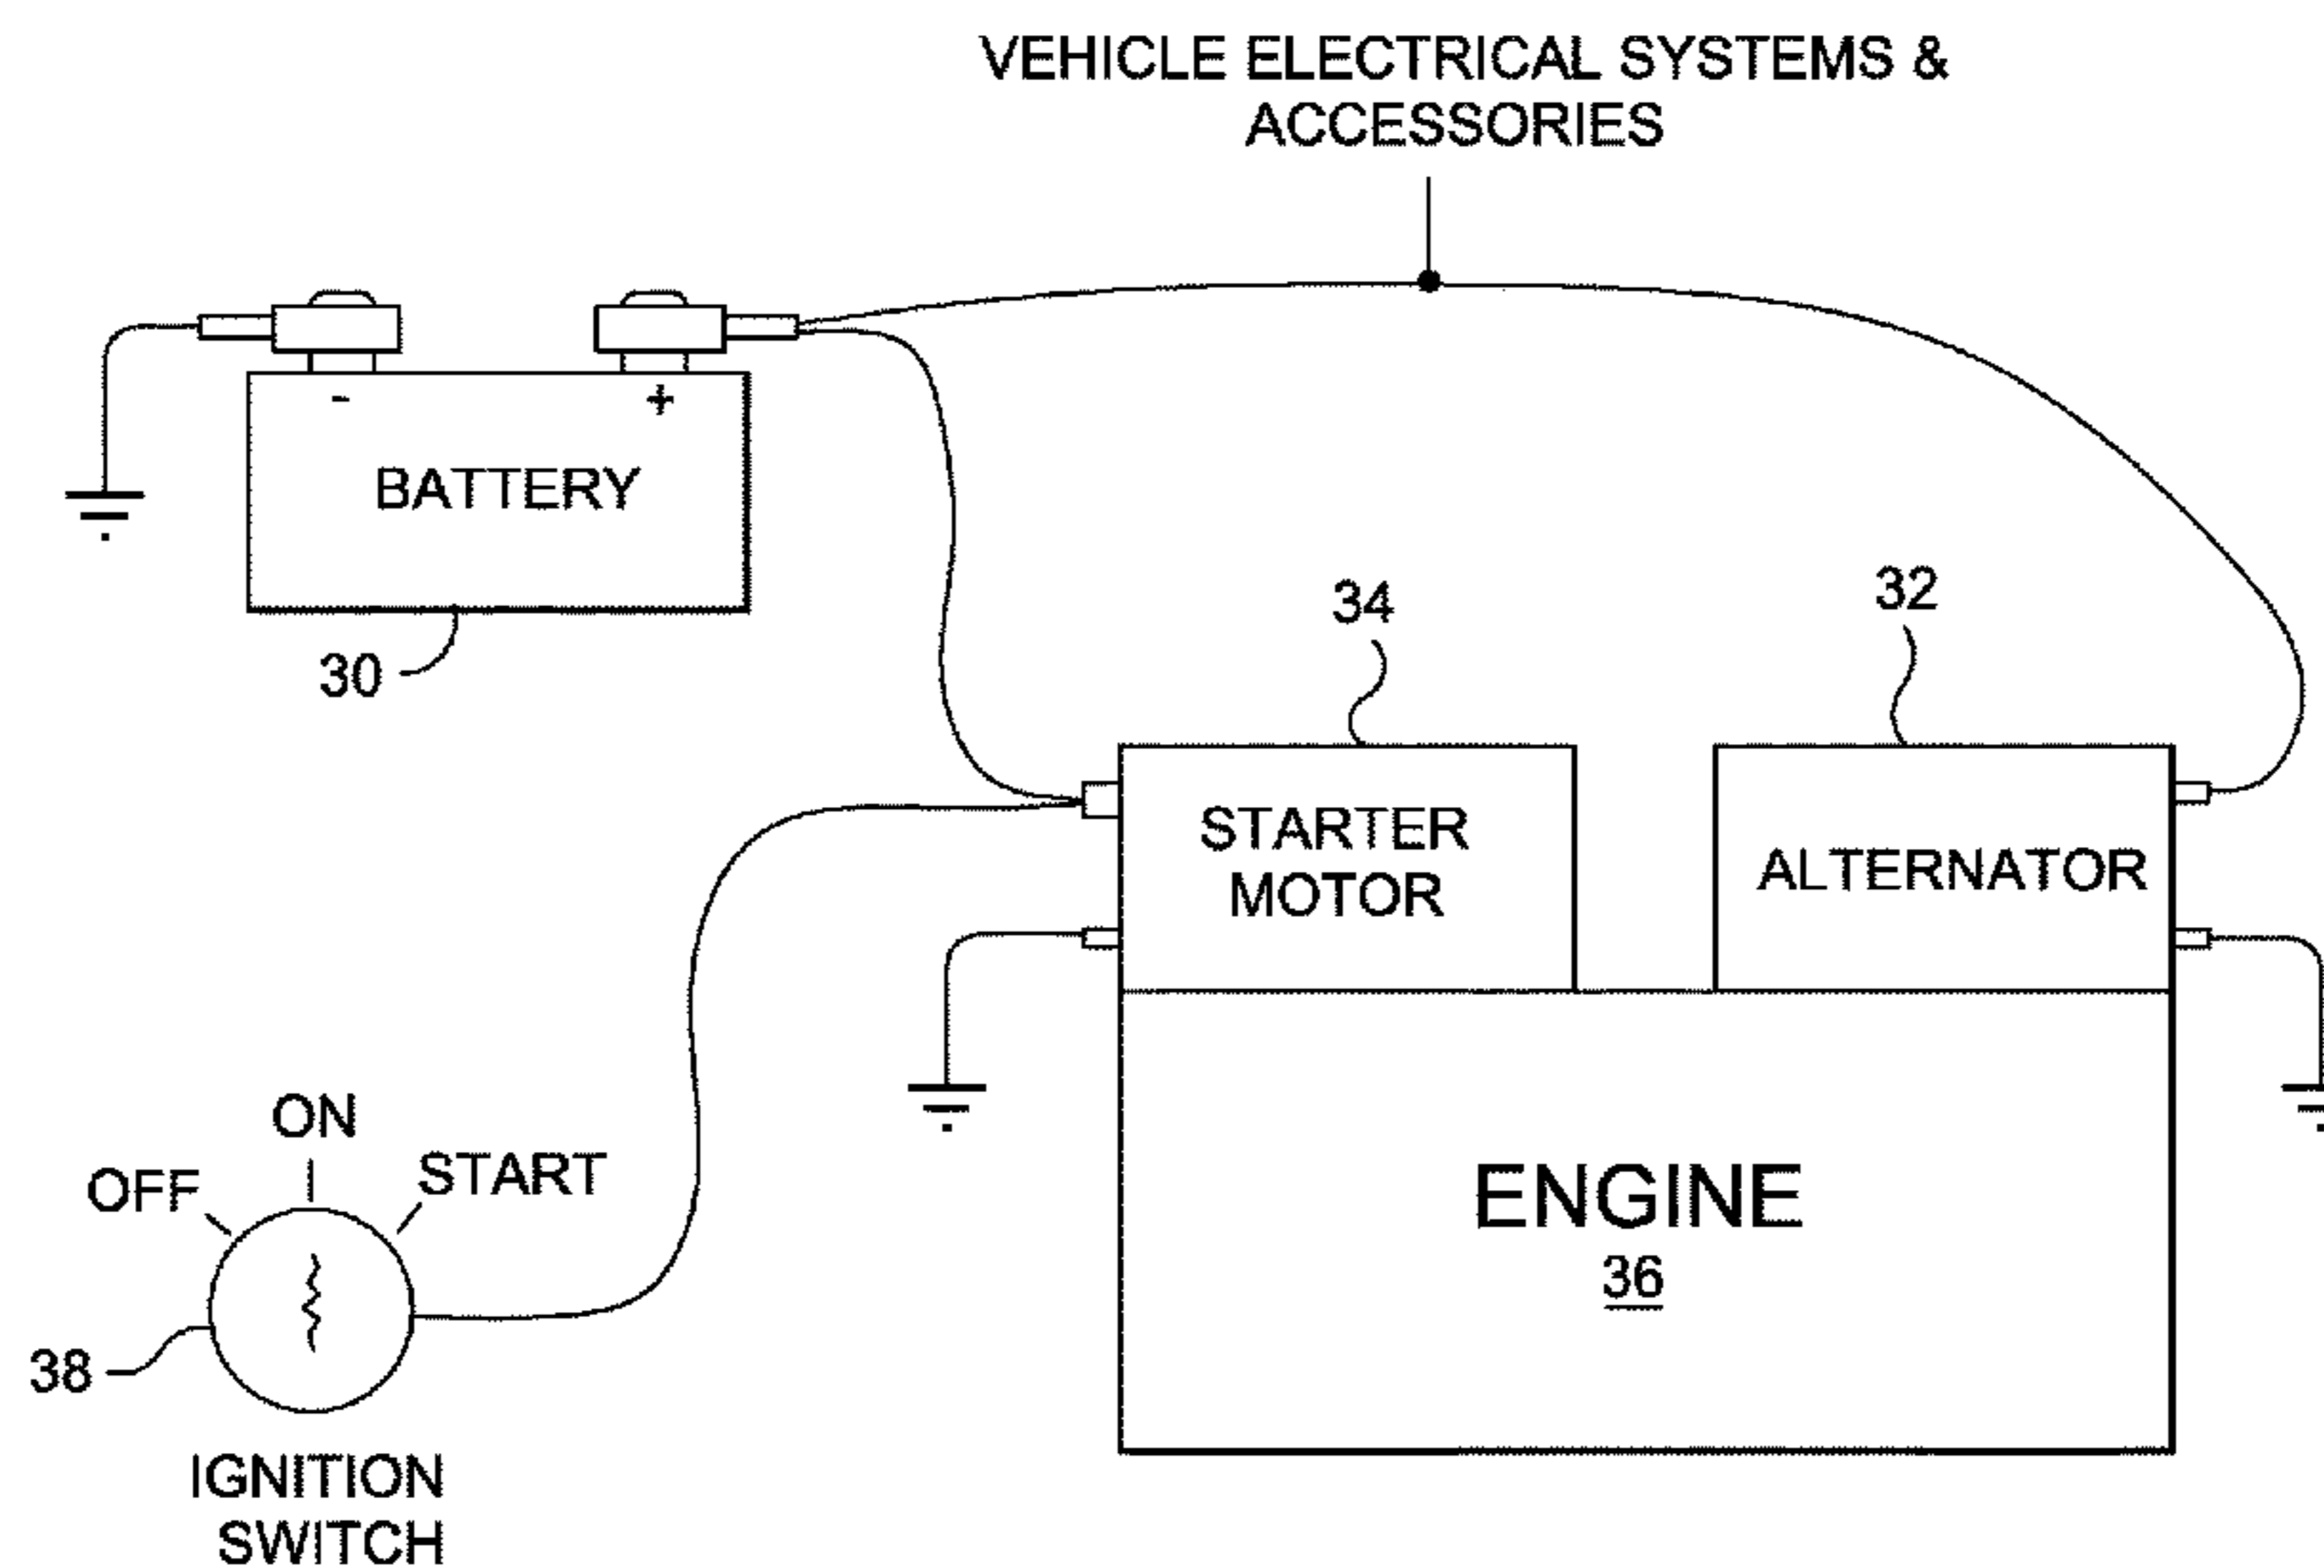 VEHICLE ELECTRICAL SYSTEMS &
ACCESSORIES
-
+
BATTERY
30
34
32
STARTER
MOTOR
ALTERNATOR
ON
OFF
START
ENGINE
36
38
IGNITION
SWITCH